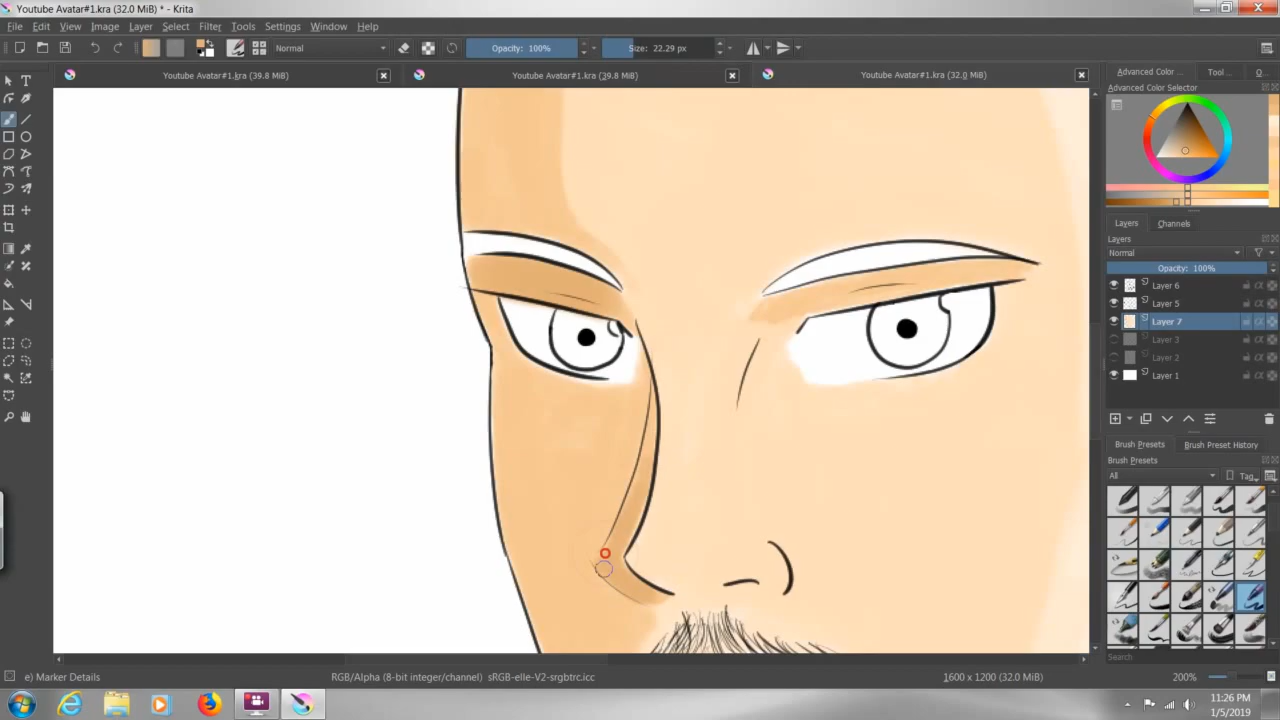 Youtube Avatar#1.kra (32.0 MiB) * - Krita
File Edit View Image Layer Select Filter Tools Settings Window Help
Normal Opacity: 100% Size: 22.29 px
Youtube Avatar#1.kra (39.8 MiB) Youtube Avatar#1.kra (39.8 MiB) Youtube Avatar#1.kra (32.0 MiB)
Advanced Color ... Tool ... O...
Advanced Color Selector
Layers Channels
Layers
Normal
Opacity: 100%
Layer 6
Layer 5
Layer 7
Layer 3
Layer 2
Layer 1
Brush Presets Brush Preset History
Brush Presets
All Tag
Search
e) Marker Details RGB/Alpha (8-bit integer/channel) sRGB-elle-V2-srgbtrc.icc 1600 x 1200 (32.0 MiB) 200%
11:26 PM
1/5/2019